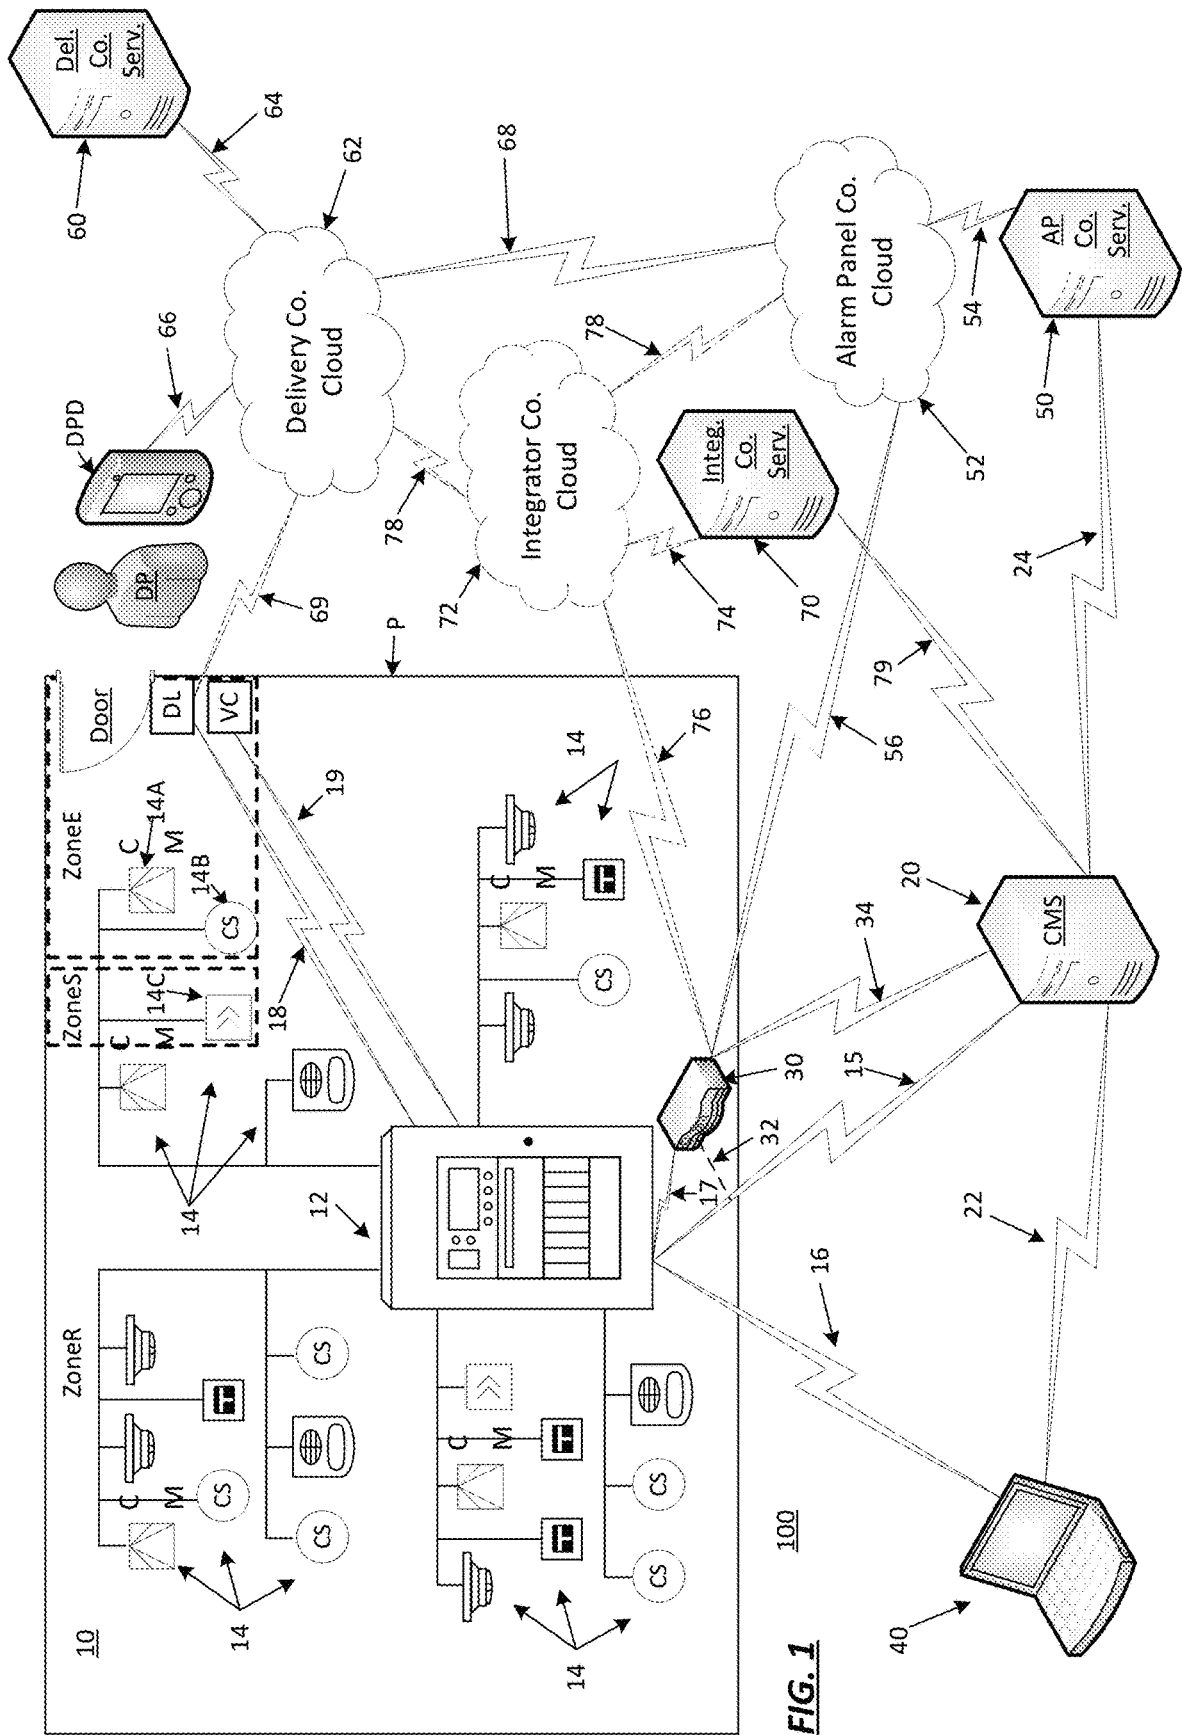 10
ZoneR
ZoneS
ZoneE
Door
DP
DPD
60
Del.
Co.
Serv.
C
M
CS
C
M
14C
C
M
14A
14B
CS
DL
VC
66
64
14
14
18
CS
CS
CS
12
19
69
P
Delivery Co.
Cloud
62
78
72
68
C
M
C
M
14
CS
CS
14
CS
76
Integrator Co.
Cloud
78
74
Integ.
Co.
Serv.
70
17
32
30
56
Alarm Panel Co.
Cloud
100
16
15
34
20
79
52
54
40
22
CMS
24
50
AP
Co.
Serv.
FIG. 1